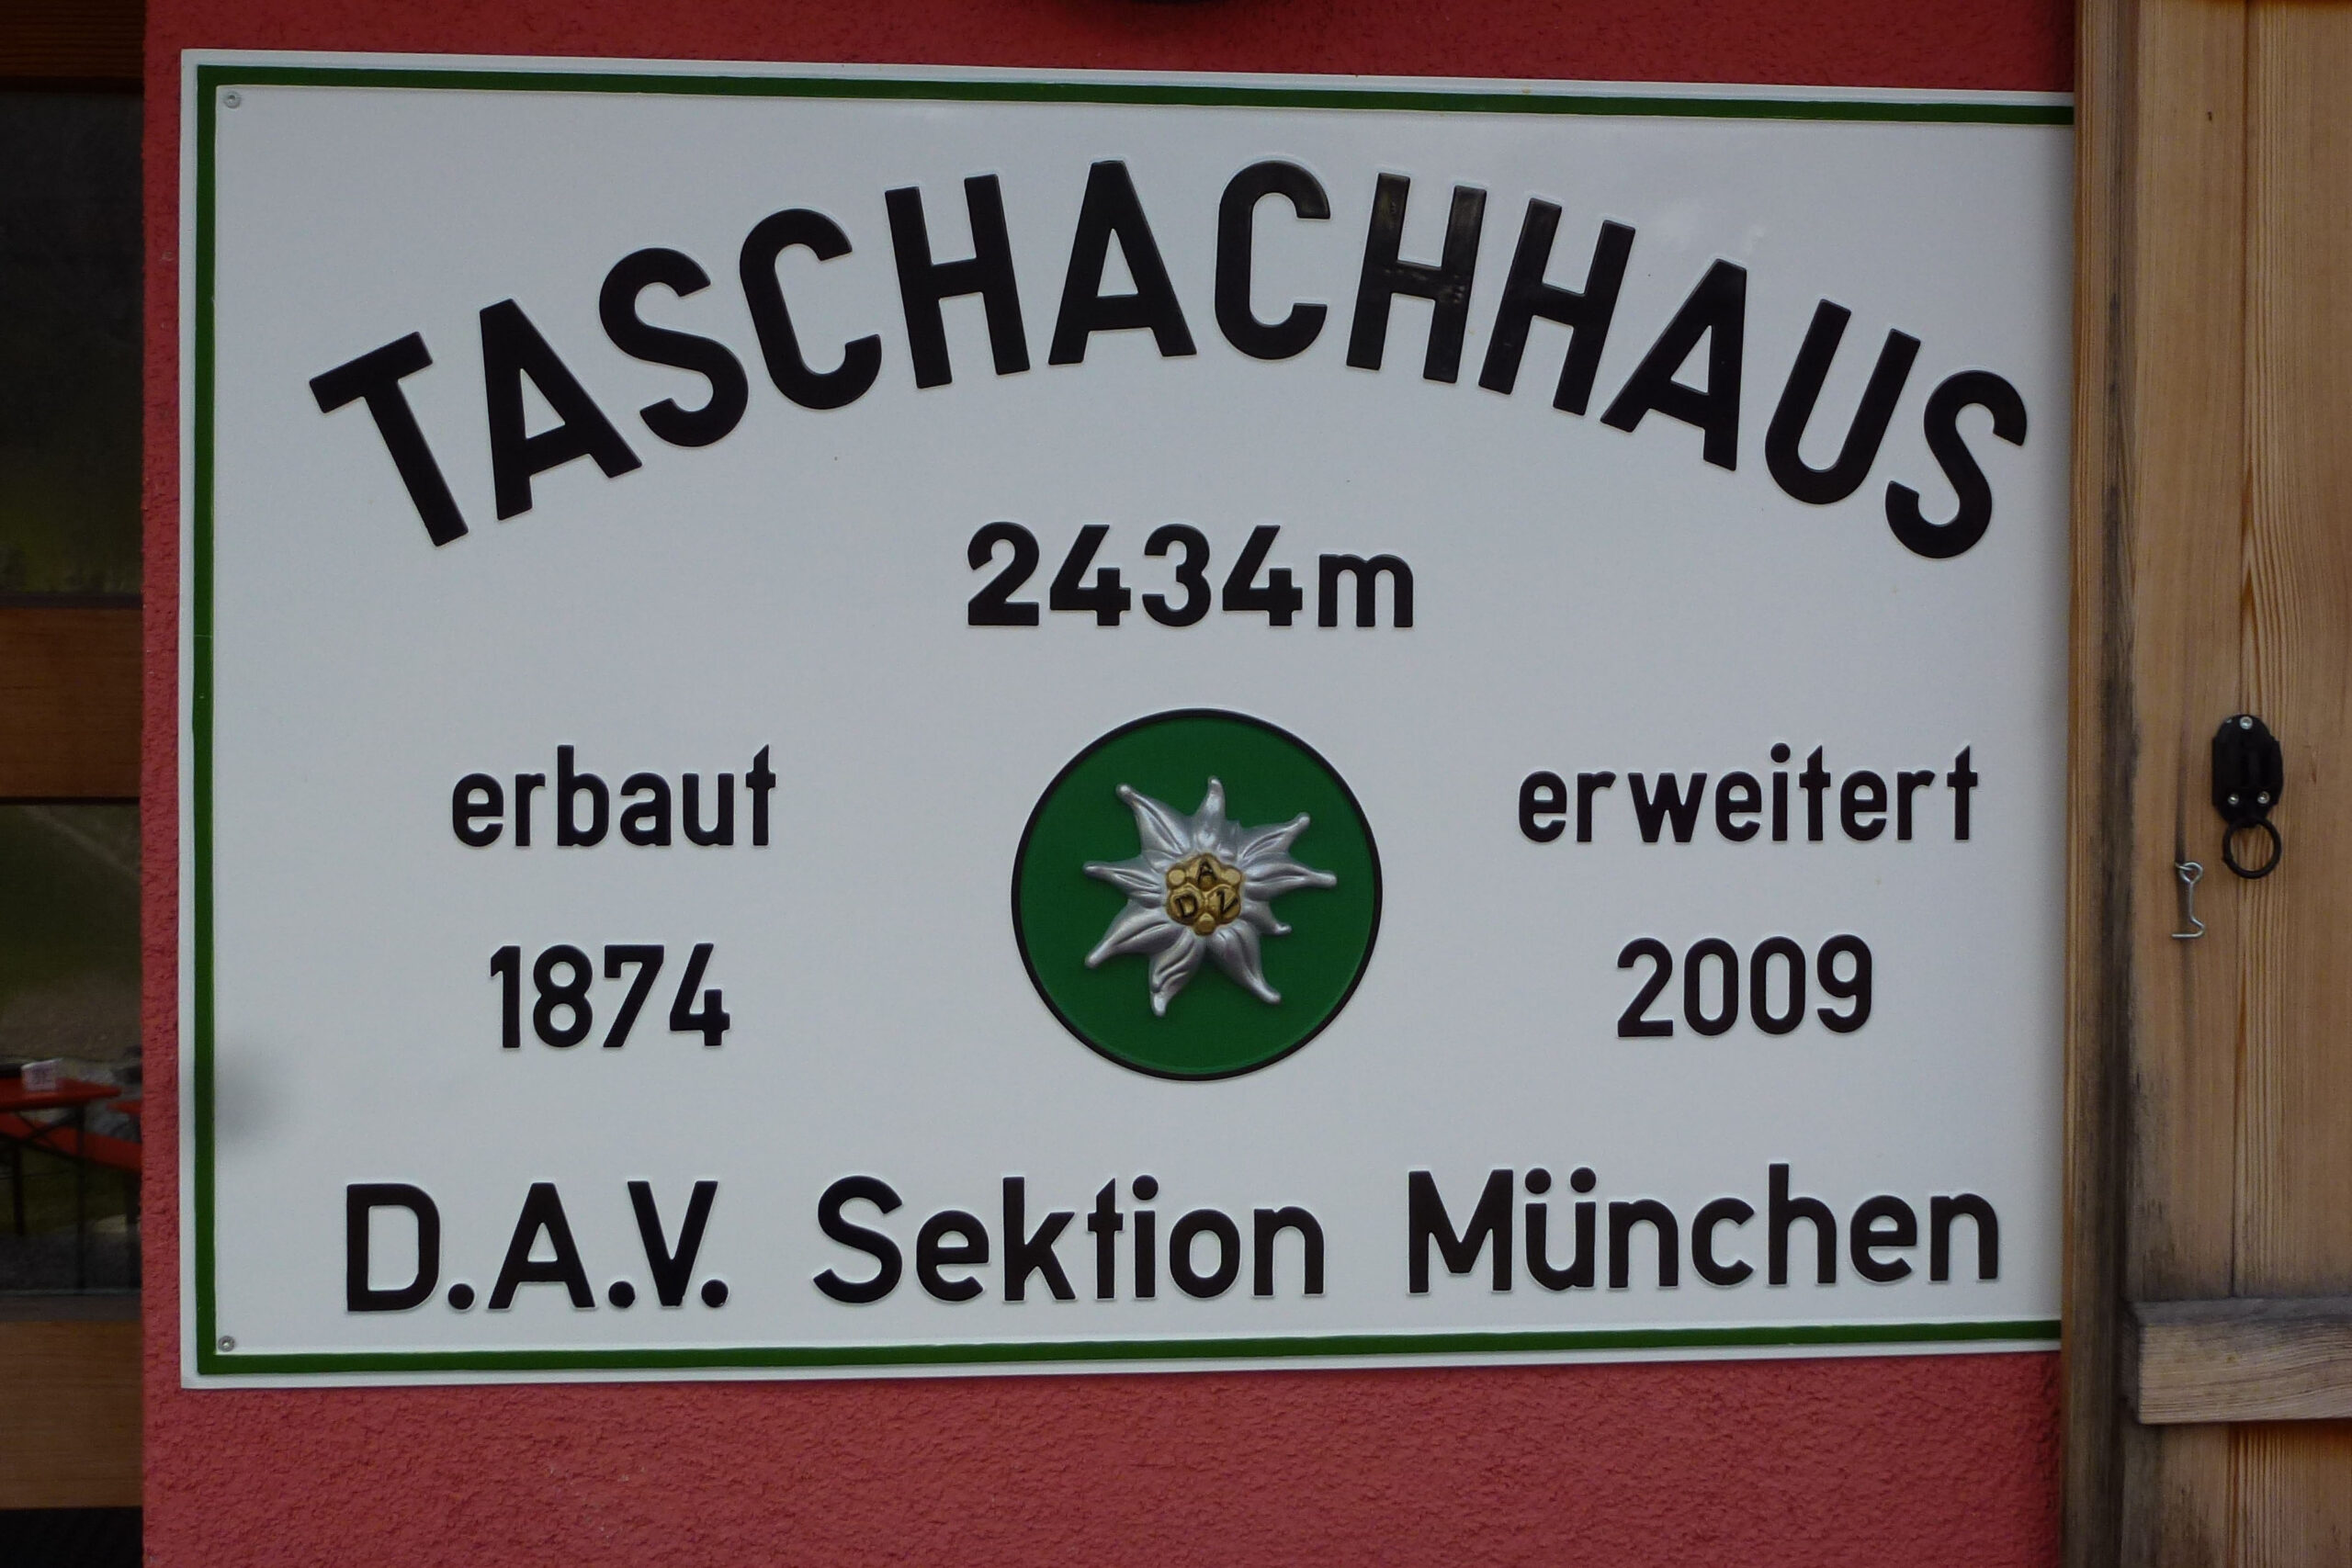 TASCHACHHAUS
2434m
erbaut
1874
A
D V
erweitert
2009
D.A.V. Sektion München